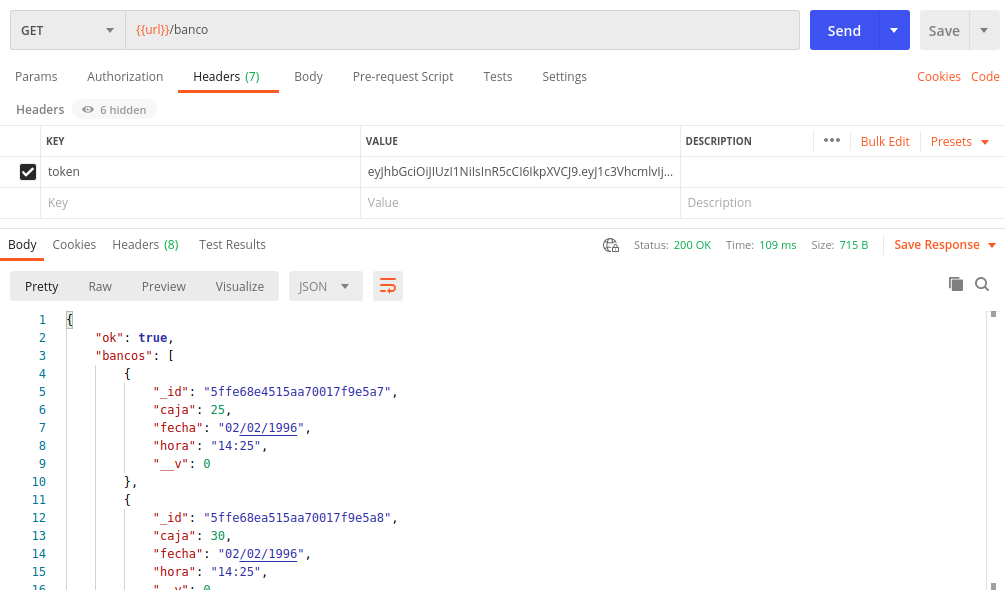 GET {{url}}/banco Send Save
Params Authorization Headers (7) Body Pre-request Script Tests Settings Cookies Code
Headers 6 hidden
KEY VALUE DESCRIPTION ••• Bulk Edit Presets
token eyJhbGciOiJIUzI1NiIsInR5cCI6IkpXVCJ9.eyJ1c3VhcmlvIj...
Key Value Description
Body Cookies Headers (8) Test Results Status: 200 OK Time: 109 ms Size: 715 B Save Response
Pretty Raw Preview Visualize JSON
1 {
2 "ok": true,
3 "bancos": [
4 {
5 "_id": "5ffe68e4515aa70017f9e5a7",
6 "caja": 25,
7 "fecha": "02/02/1996",
8 "hora": "14:25",
9 "__v": 0
10 },
11 {
12 "_id": "5ffe68ea515aa70017f9e5a8",
13 "caja": 30,
14 "fecha": "02/02/1996",
15 "hora": "14:25",
16 "__v": 0